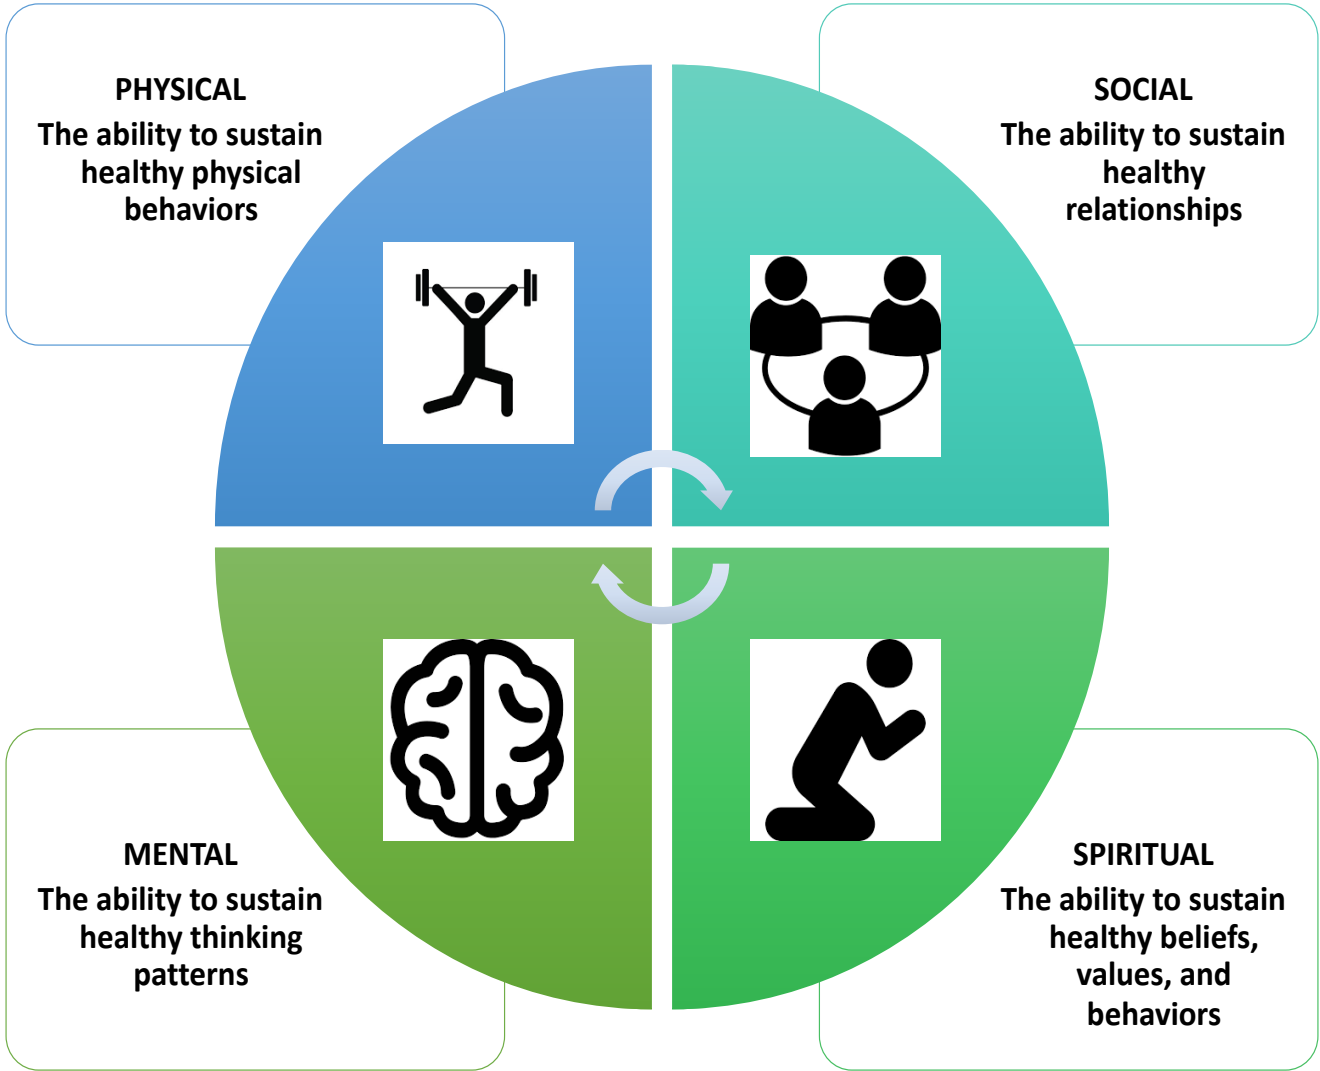 PHYSICAL
The ability to sustain
healthy physical
behaviors
SOCIAL
The ability to sustain
healthy
relationships
MENTAL
The ability to sustain
healthy thinking
patterns
SPIRITUAL
The ability to sustain
healthy beliefs,
values, and
behaviors